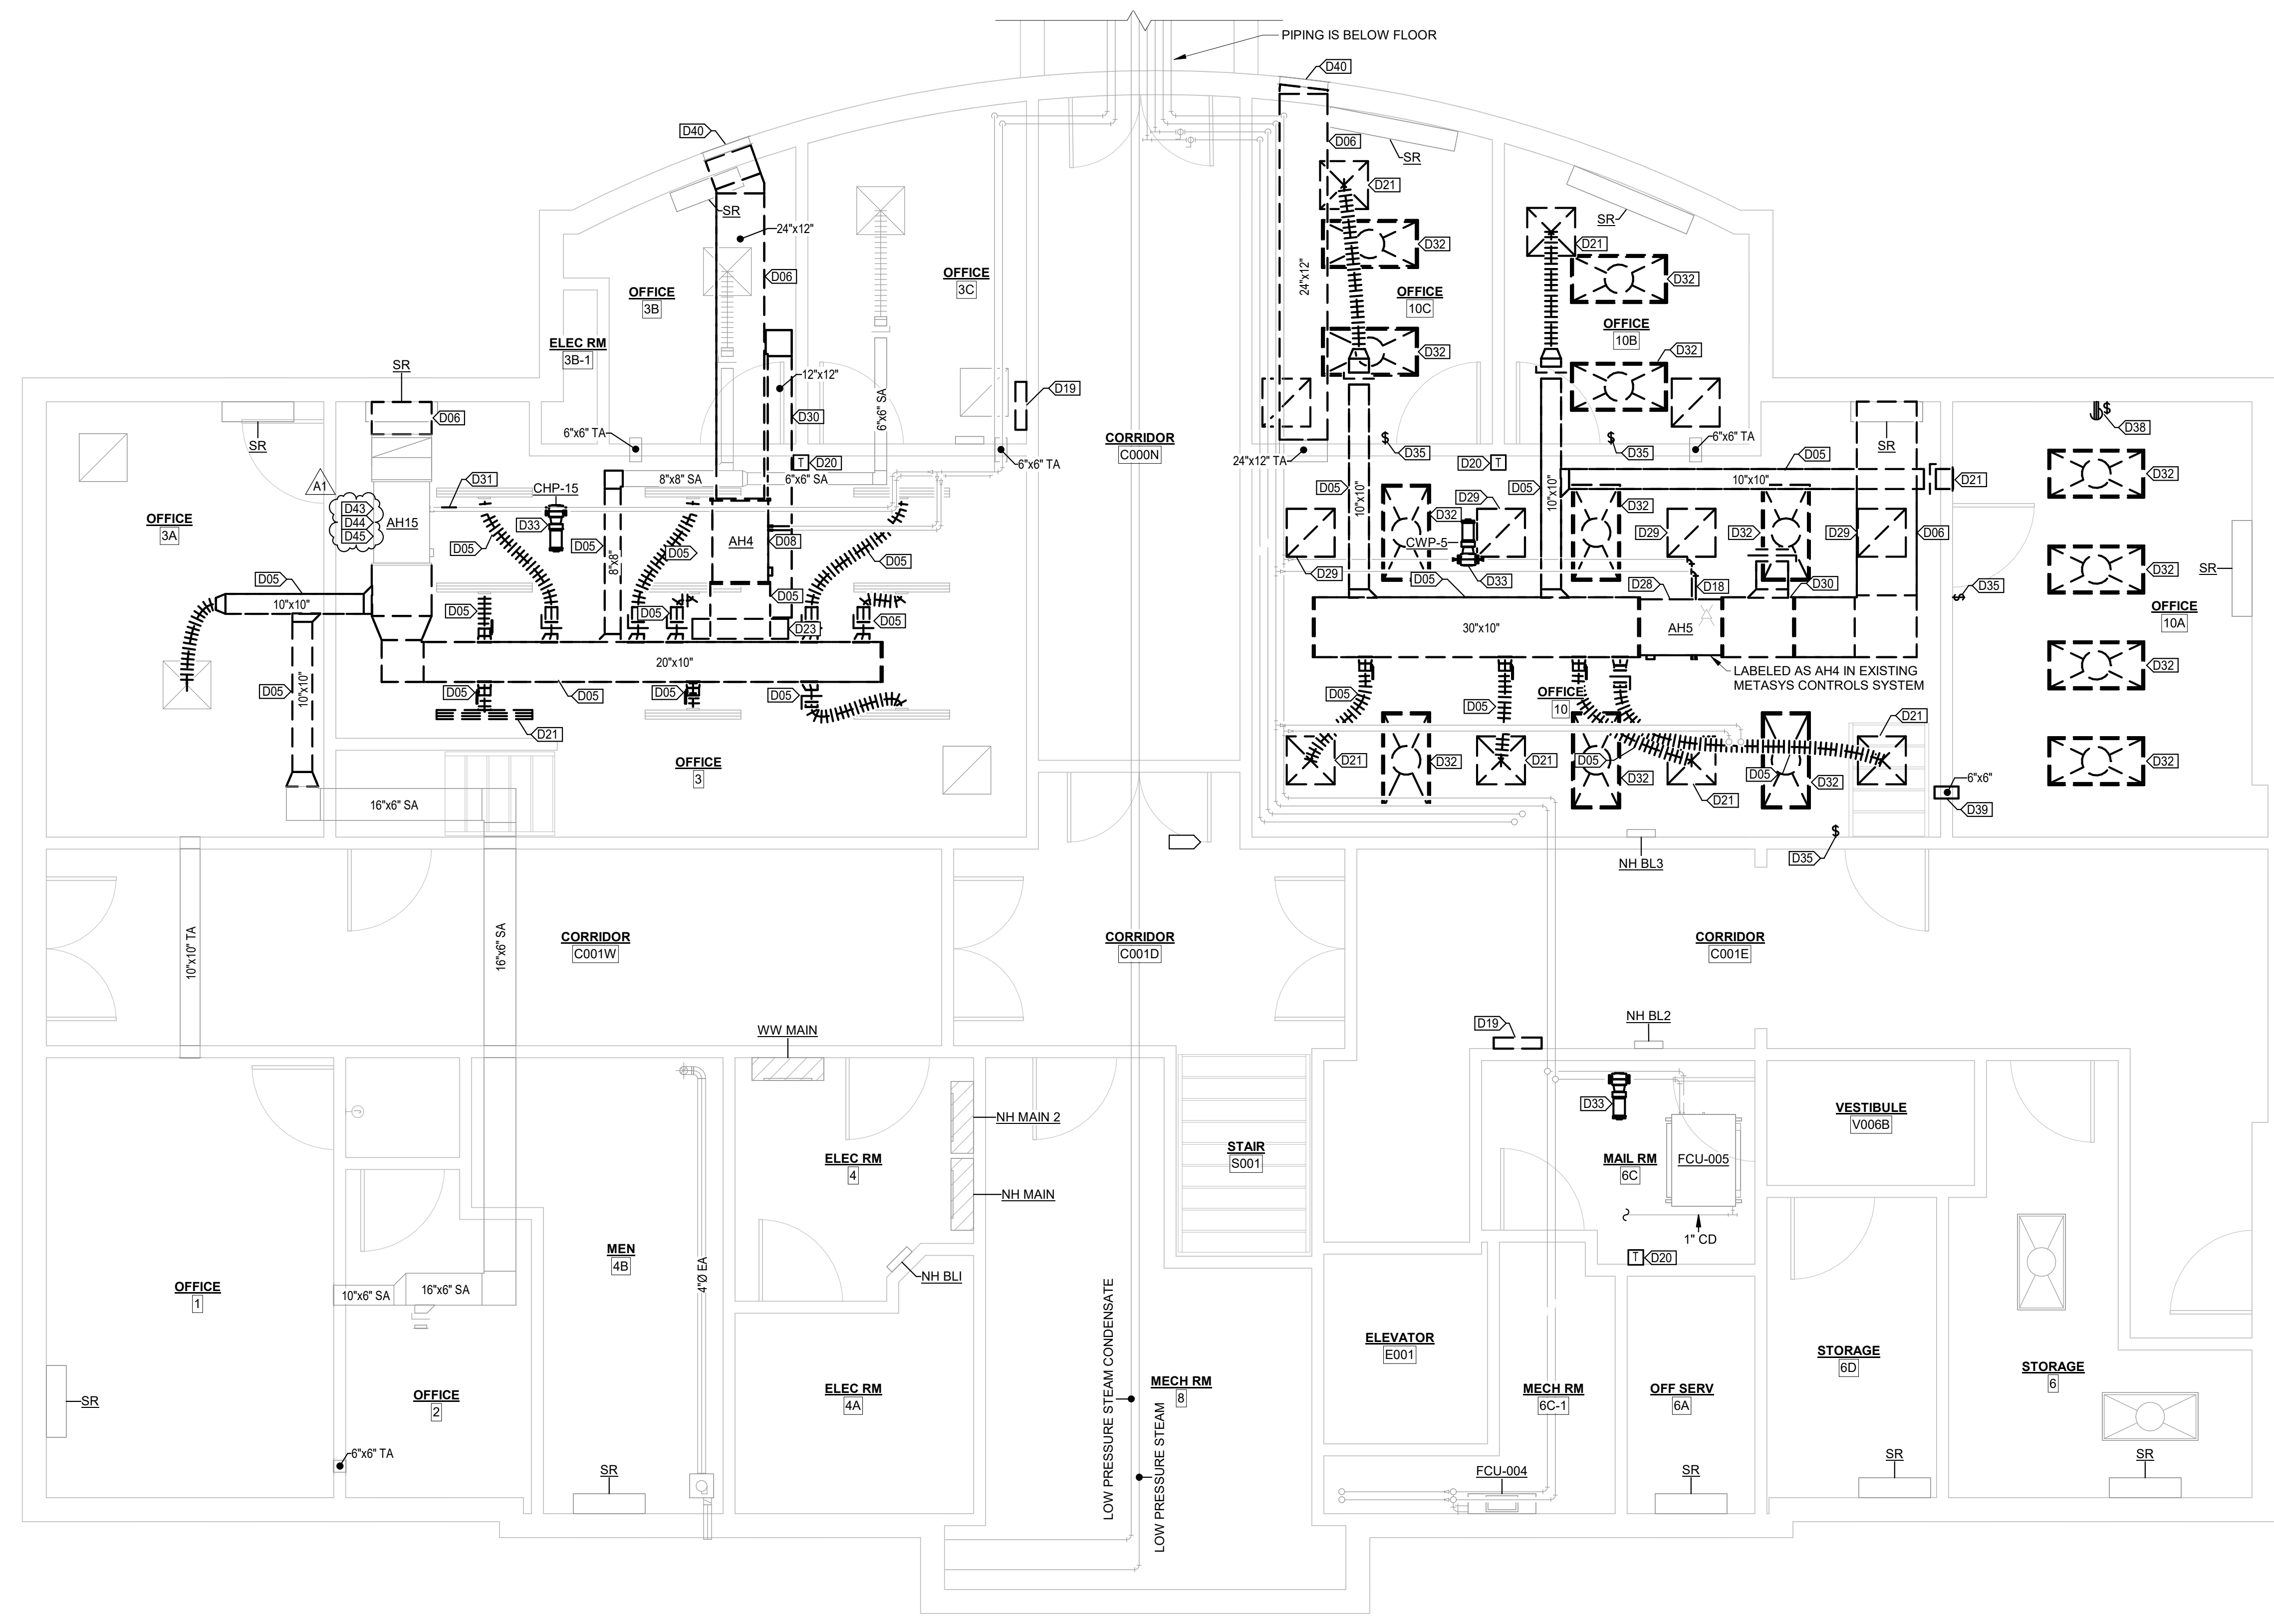 PIPING IS BELOW FLOOR
D40
D40
D06
SR
D21
SR
SR
24"x12"
D21
D32
D06
24"x12"
D32
OFFICE
3C
OFFICE
3B
OFFICE
10C
OFFICE
10B
ELEC RM
3B-1
D32
D32
SR
12"x12"
D19
D06
D30
6"x6" SA
SR
6"x6" TA
CORRIDOR
C000N
6"x6" TA
D38
SR
D35
D35
6"x6" TA
SR
24"x12" TA
T
D20
D20
T
D05
D32
A1
D31
8"x8" SA
6"x6" SA
10"x10"
D21
CHP-15
D05
10"x10"
D05
10"x10"
D29
D43
D44
D45
AH15
D33
D32
D32
OFFICE
3A
D05
D05
8"x8"
D05
AH4
D08
D05
CWP-5
D29
D32
D29
D06
D29
D33
D05
D28
D18
D30
D32
SR
D35
D05
10"x10"
D05
D05
D05
D05
D23
OFFICE
10A
30"x10"
AH5
20"x10"
LABELED AS AH4 IN EXISTING
METASYS CONTROLS SYSTEM
D32
D05
10"x10"
D05
D05
D05
D05
D05
D05
OFFICE
10
D21
D21
OFFICE
3
D21
D32
D21
D05
D32
D05
D32
D32
D21
6"x6"
D39
16"x6" SA
D35
NH BL3
10"x10" TA
16"x6" SA
CORRIDOR
C001W
CORRIDOR
C001D
CORRIDOR
C001E
WW MAIN
D19
NH BL2
NH MAIN 2
D33
VESTIBULE
V006B
ELEC RM
4
STAIR
S001
MAIL RM
6C
FCU-005
NH MAIN
1" CD
MEN
4B
T
D20
4"Ø EA
NH BLI
OFFICE
1
10"x6" SA
16"x6" SA
LOW PRESSURE STEAM CONDENSATE
ELEVATOR
E001
STORAGE
6D
STORAGE
6
SR
OFFICE
2
ELEC RM
4A
MECH RM
8
MECH RM
6C-1
OFF SERV
6A
LOW PRESSURE STEAM
6"x6" TA
SR
FCU-004
SR
SR
SR